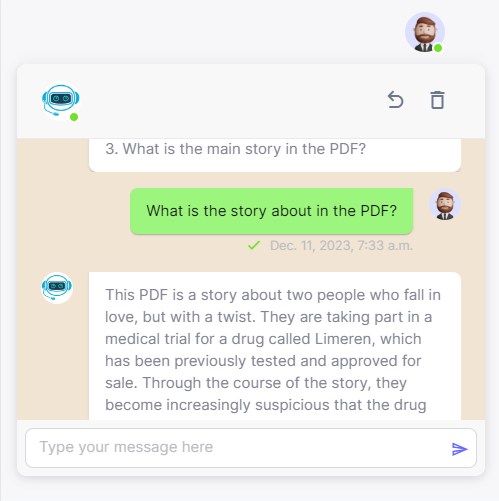 3. What is the main story in the PDF?
What is the story about in the PDF?
Dec. 11, 2023, 7:33 a.m.
This PDF is a story about two people who fall in
love, but with a twist. They are taking part in a
medical trial for a drug called Limeren, which
has been previously tested and approved for
sale. Through the course of the story, they
become increasingly suspicious that the drug
Type your message here